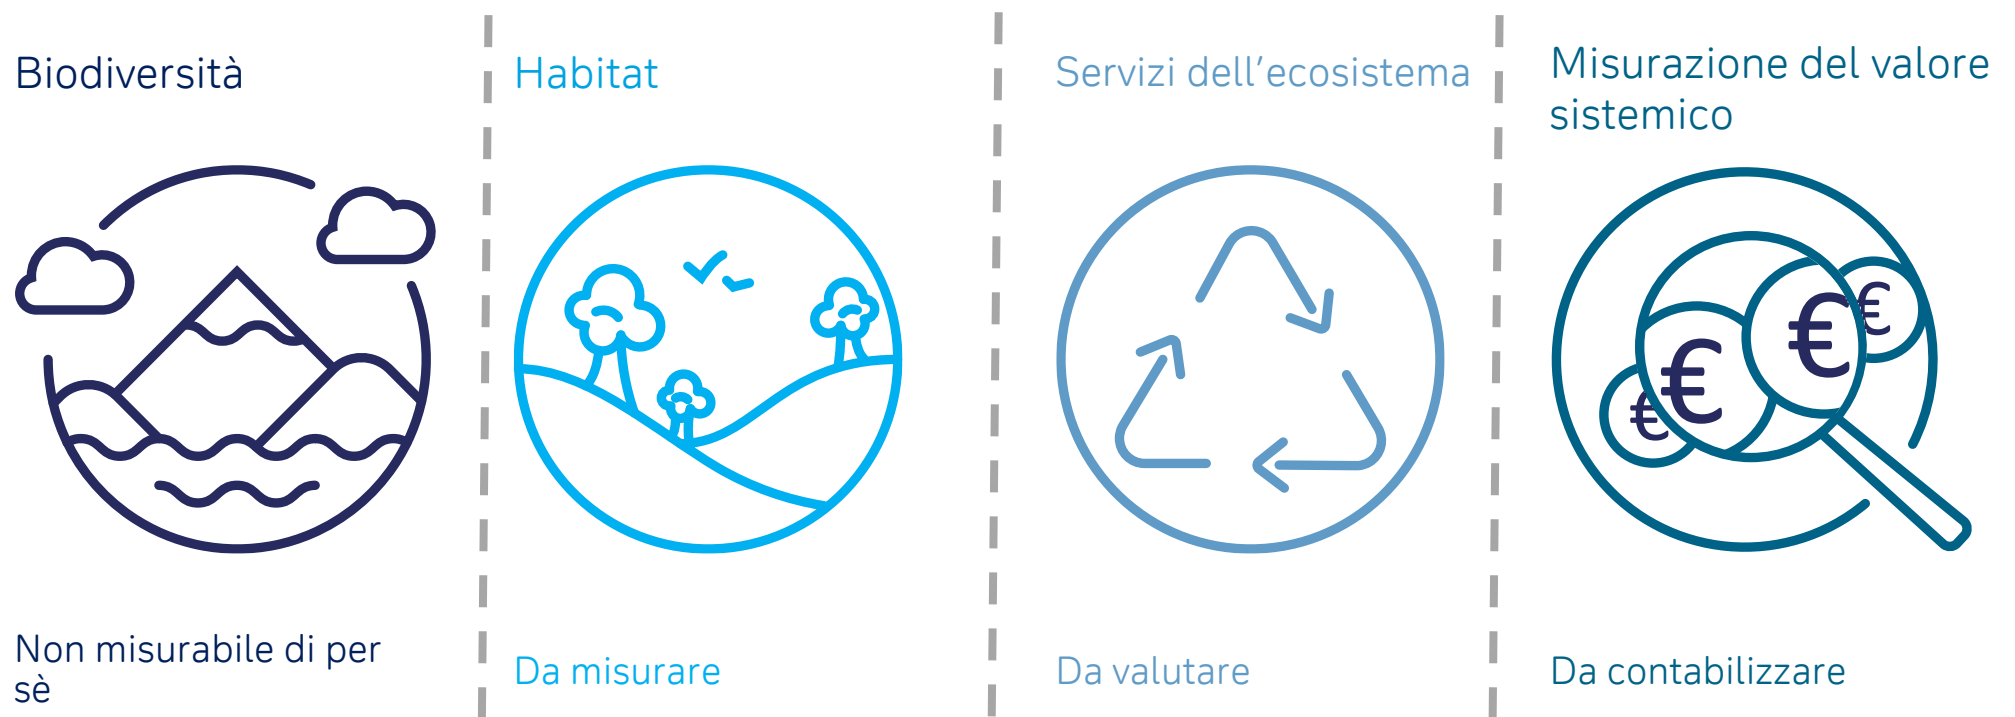 Biodiversità
Habitat
Servizi dell’ecosistema
Misurazione del valore
sistemico
€
€
€
€
Non misurabile di per
sè
Da misurare
Da valutare
Da contabilizzare